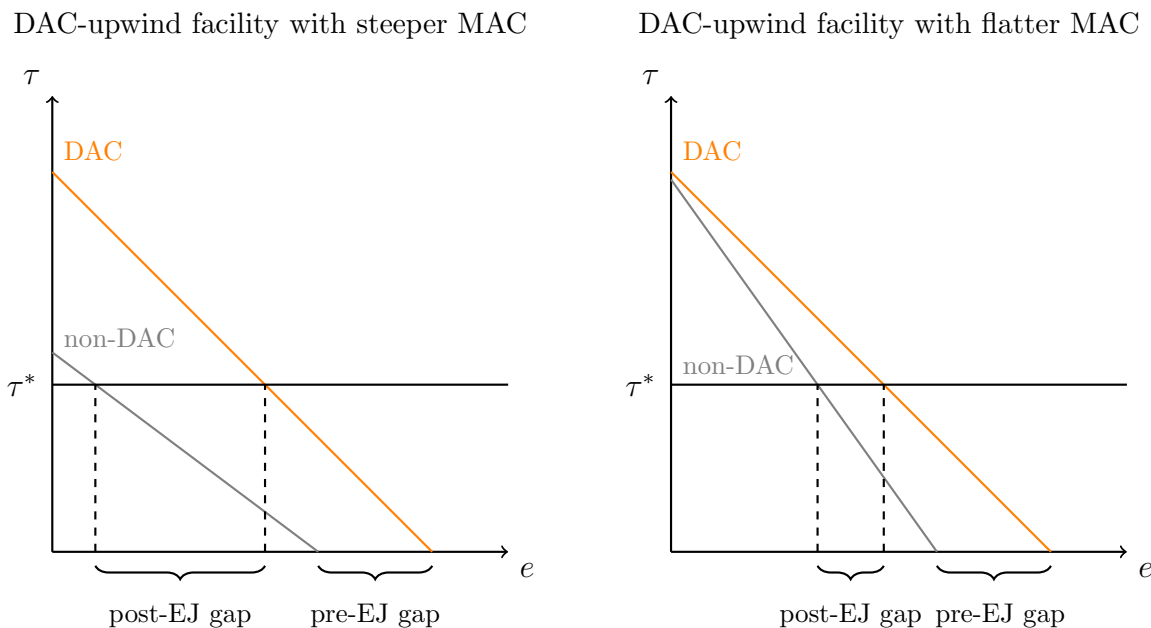 DAC-upwind facility with steeper MAC
τ
DAC
non-DAC
τ*
e
post-EJ gap
pre-EJ gap
DAC-upwind facility with flatter MAC
τ
DAC
non-DAC
τ*
e
post-EJ gap
pre-EJ gap